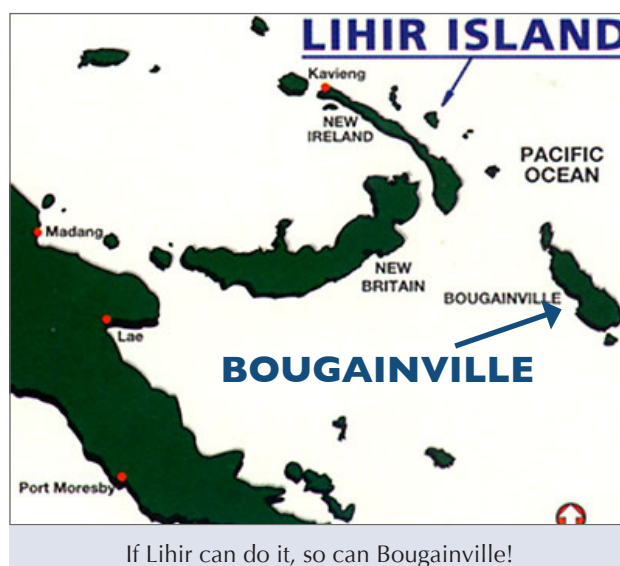 LIHIR ISLAND
Kavieng
NEW
IRELAND
PACIFIC
OCEAN
Madang
NEW
BRITAIN
BOUGAINVILLE
Lae
BOUGAINVILLE
Port Moresby
If Lihir can do it, so can Bougainville!